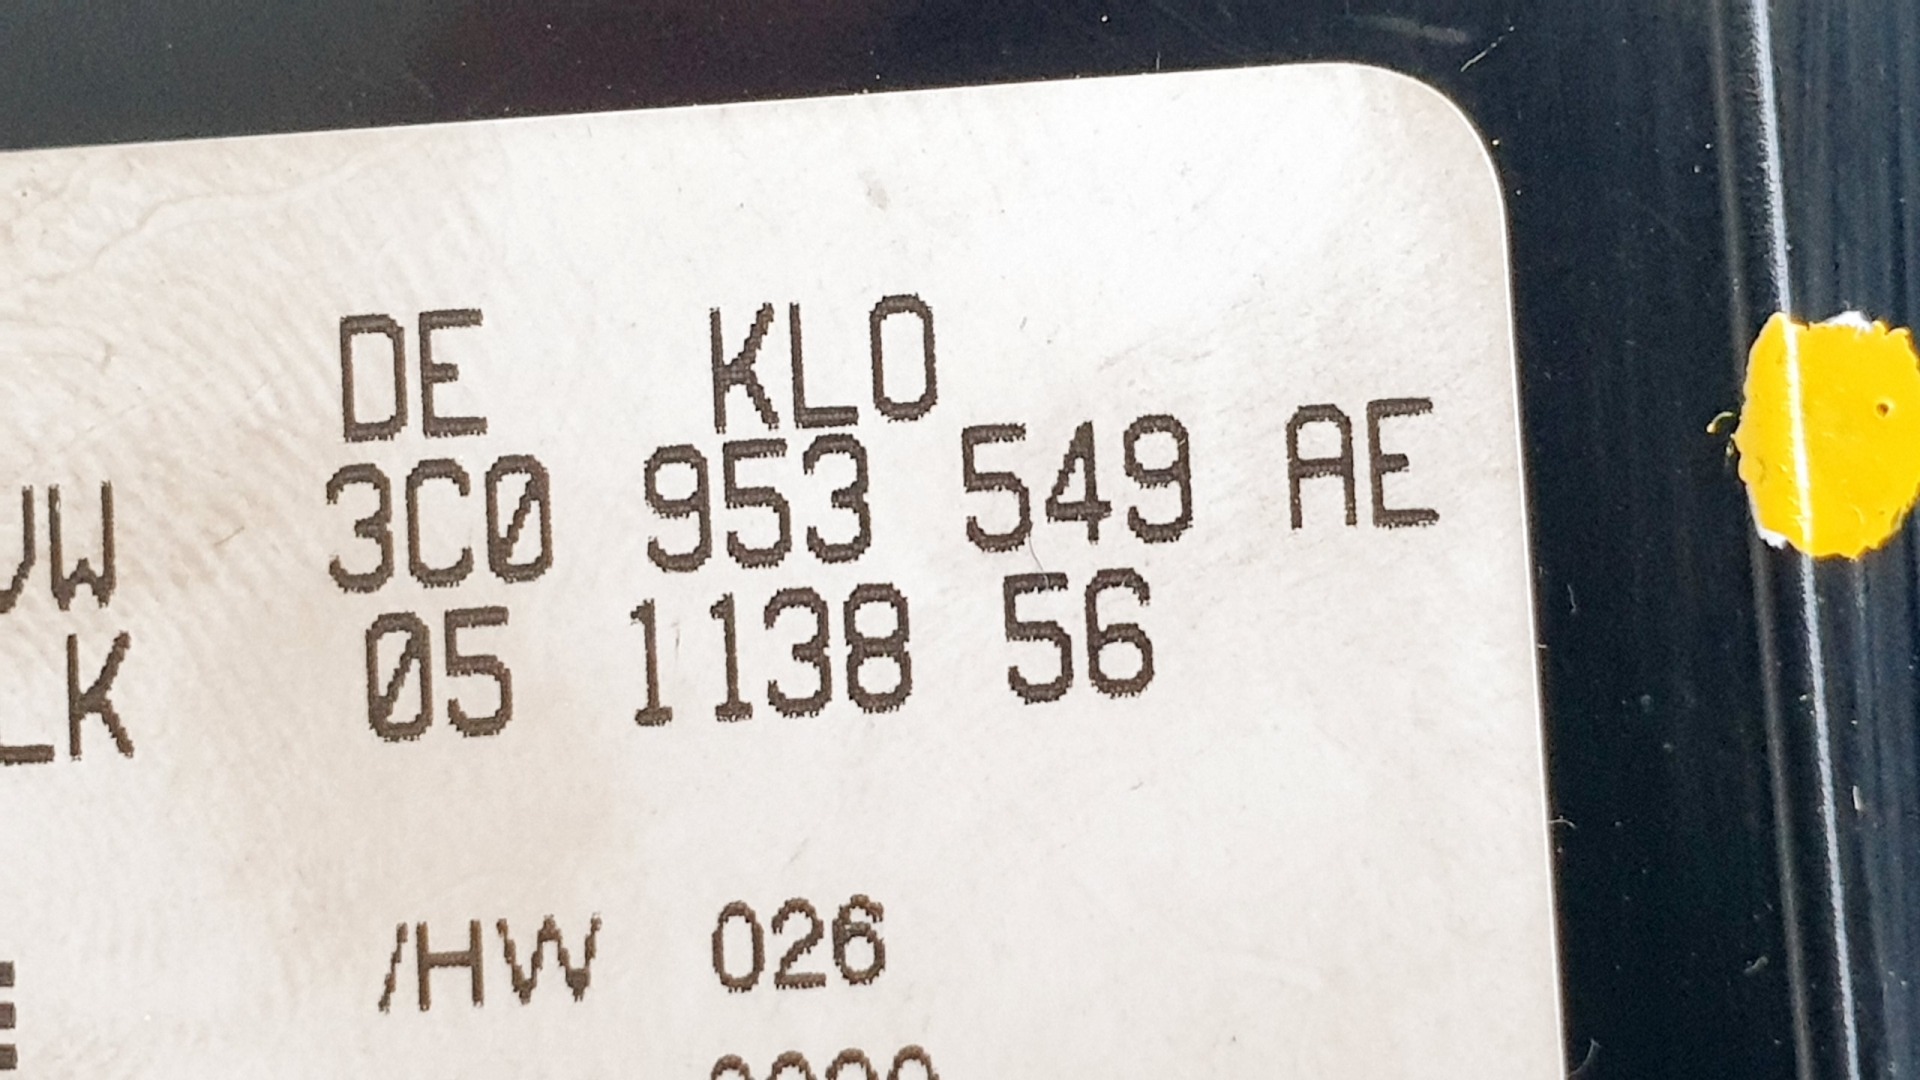 DE KLO
VW 3C0 953 549 AE
LK 05 1138 56
/HW 026